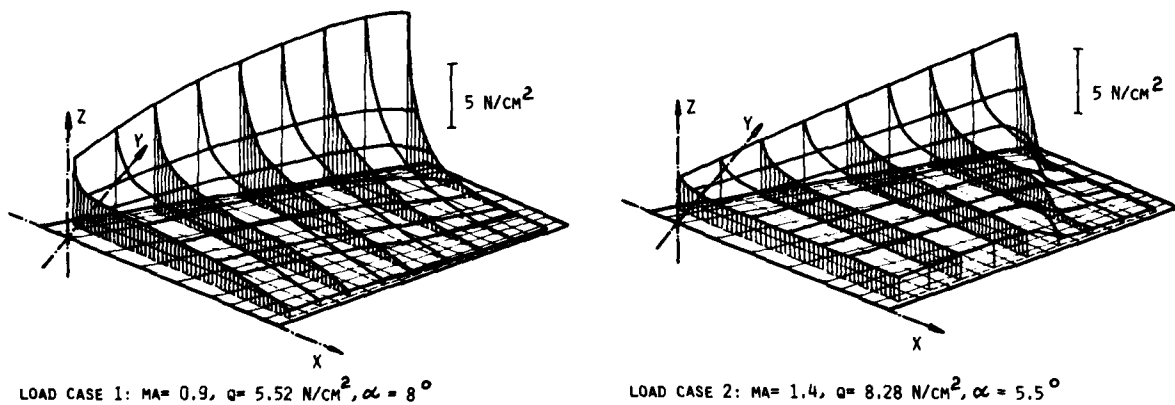 Z
Y
X
5 N/CM²
Z
Y
X
5 N/CM²
LOAD CASE 1: MA= 0.9, Q= 5.52 N/CM², α = 8°
LOAD CASE 2: MA= 1.4, Q= 8.28 N/CM², α = 5.5°